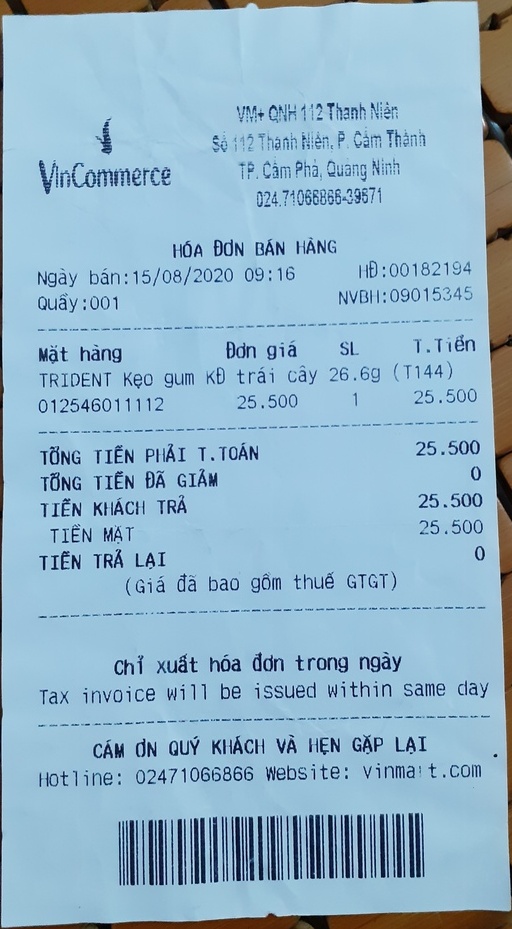 VinCommerce
VM+ QNH 112 Thanh Niên
Số 112 Thanh Niên, P. Cẩm Thành
TP. Cẩm Phả, Quảng Ninh
024.71066866-39671
HÓA ĐƠN BÁN HÀNG
Ngày bán:15/08/2020 09:16 HĐ:00182194
Quầy:001 NVBH:09015345
Mặt hàng Đơn giá SL T.Tiền
TRIDENT Kẹo gum KĐ trái cây 26.6g (T144)
012546011112 25.500 1 25.500
TỔNG TIỀN PHẢI T.TOÁN 25.500
TỔNG TIỀN ĐÃ GIẢM 0
TIỀN KHÁCH TRẢ 25.500
TIỀN MẶT 25.500
TIỀN TRẢ LẠI 0
(Giá đã bao gồm thuế GTGT)
Chỉ xuất hóa đơn trong ngày
Tax invoice will be issued within same day
CẢM ƠN QUÝ KHÁCH VÀ HẸN GẶP LẠI
Hotline: 02471066866 Website: vinmart.com